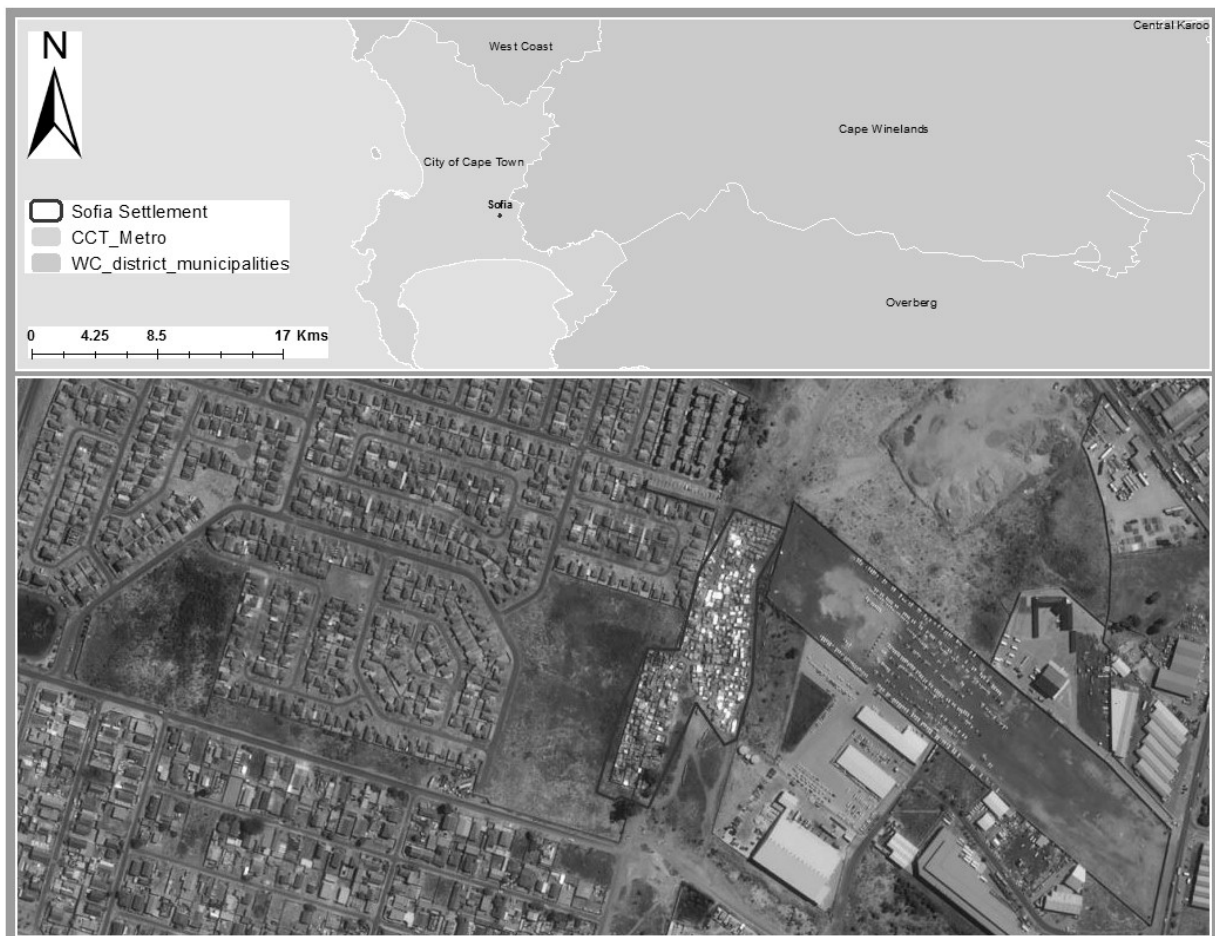 N
West Coast
Central Karoo
Cape Winelands
City of Cape Town
Sofia
Overberg
Sofia Settlement
CCT_Metro
WC_district_municipalities
0 4.25 8.5 17 Kms